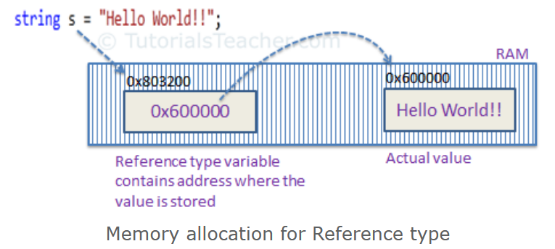 string s = "Hello World!!";
© TutorialsTeacher.com
RAM
0x803200
0x600000
0x600000
Hello World!!
Reference type variable
contains address where the
value is stored
Actual value
Memory allocation for Reference type